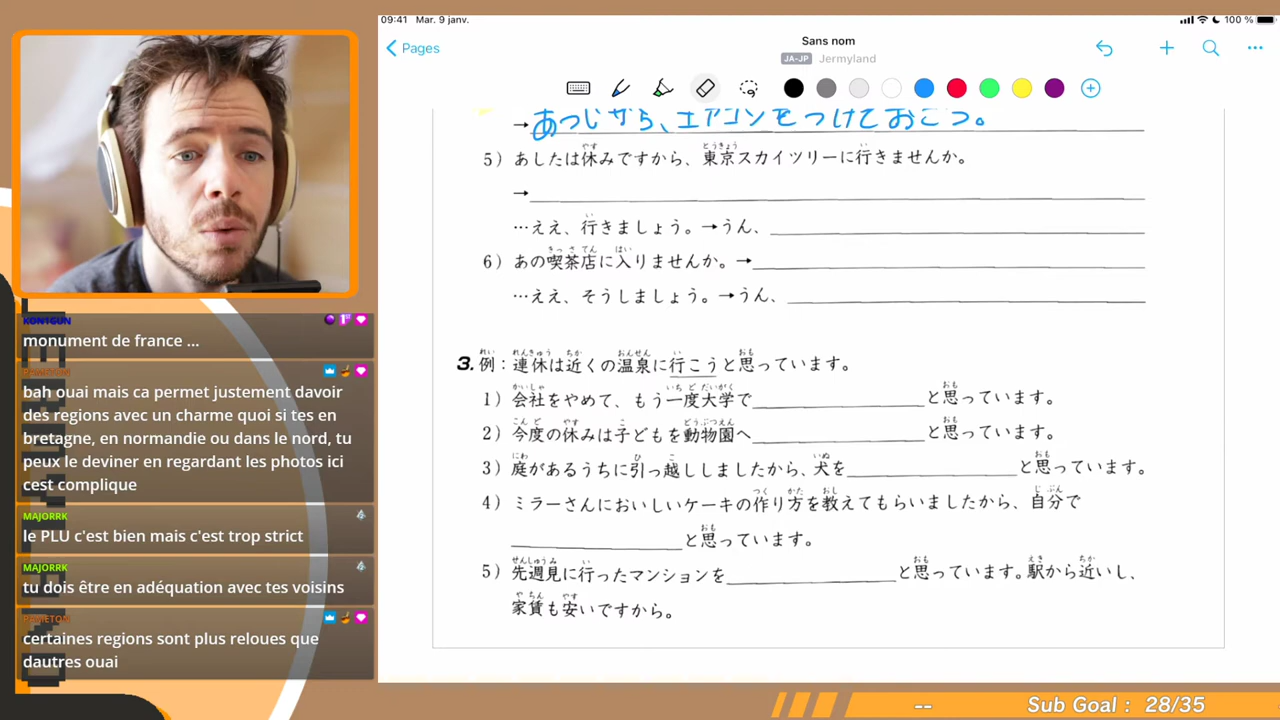 09:41 Mar. 9 janv.
100 %
Pages
Sans nom
JA-JP Jermyland
→あついから、エアコンをつけておこう。
5) あしたは休みですから、東京スカイツリーに行きませんか。
→
…ええ、行きましょう。→うん、
6) あの喫茶店に入りませんか。→
…ええ、そうしましょう。→うん、
3. 例：連休は近くの温泉に行こうと思っています。
1) 会社をやめて、もう一度大学で と思っています。
2) 今度の休みは子どもを動物園へ と思っています。
3) 庭があるうちに引っ越ししましたから、犬を と思っています。
4) ミラーさんにおいしいケーキの作り方を教えてもらいましたから、自分で
と思っています。
5) 先週見に行ったマンションを と思っています。駅から近いし、
家賃も安いですから。
KON1GUN
monument de france ...
PAMETON
bah ouai mais ca permet justement davoir
des regions avec un charme quoi si tes en
bretagne, en normandie ou dans le nord, tu
peux le deviner en regardant les photos ici
cest complique
MAJORRK
le PLU c'est bien mais c'est trop strict
MAJORRK
tu dois être en adéquation avec tes voisins
PAMETON
certaines regions sont plus reloues que
dautres ouai
-- Sub Goal : 28/35